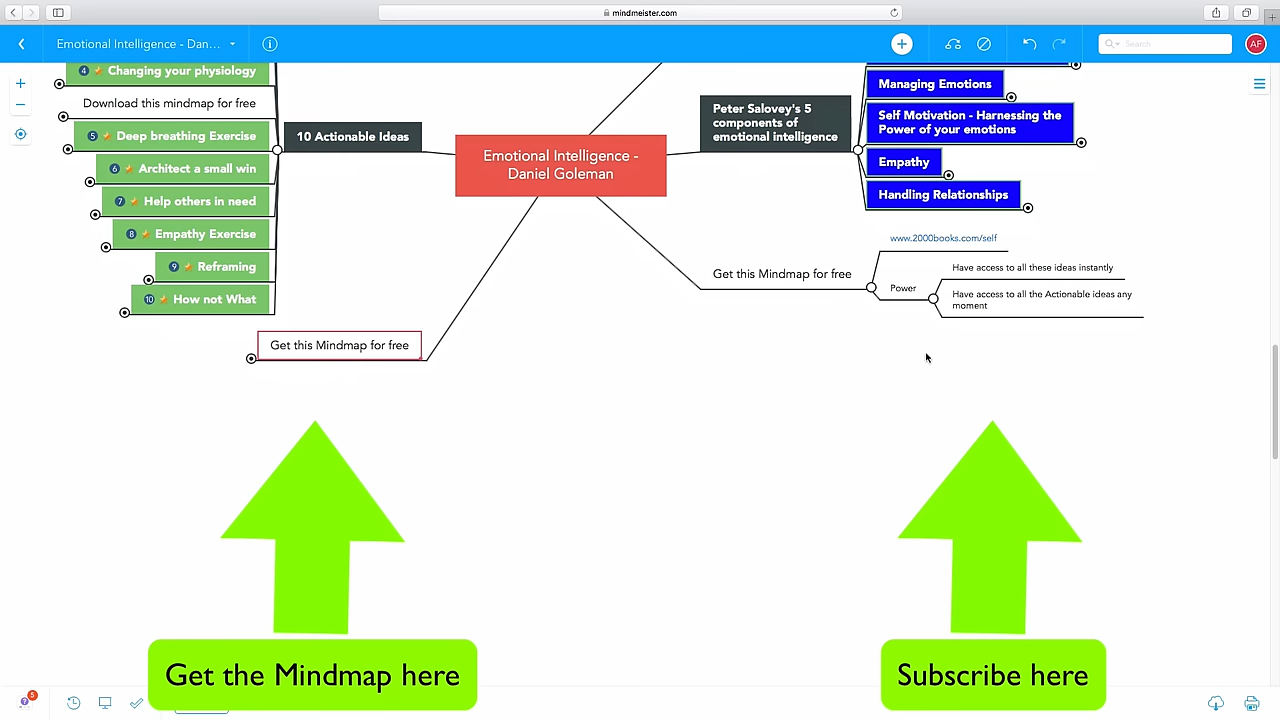 mindmeister.com
Emotional Intelligence - Dan...
Search
AF
4 Changing your physiology
Download this mindmap for free
5 Deep breathing Exercise
6 Architect a small win
7 Help others in need
8 Empathy Exercise
9 Reframing
10 How not What
10 Actionable Ideas
Get this Mindmap for free
Emotional Intelligence -
Daniel Goleman
Peter Salovey's 5
components of
emotional intelligence
Managing Emotions
Self Motivation - Harnessing the
Power of your emotions
Empathy
Handling Relationships
Get this Mindmap for free
www.2000books.com/self
Power
Have access to all these ideas instantly
Have access to all the Actionable ideas any
moment
Get the Mindmap here
Subscribe here
5